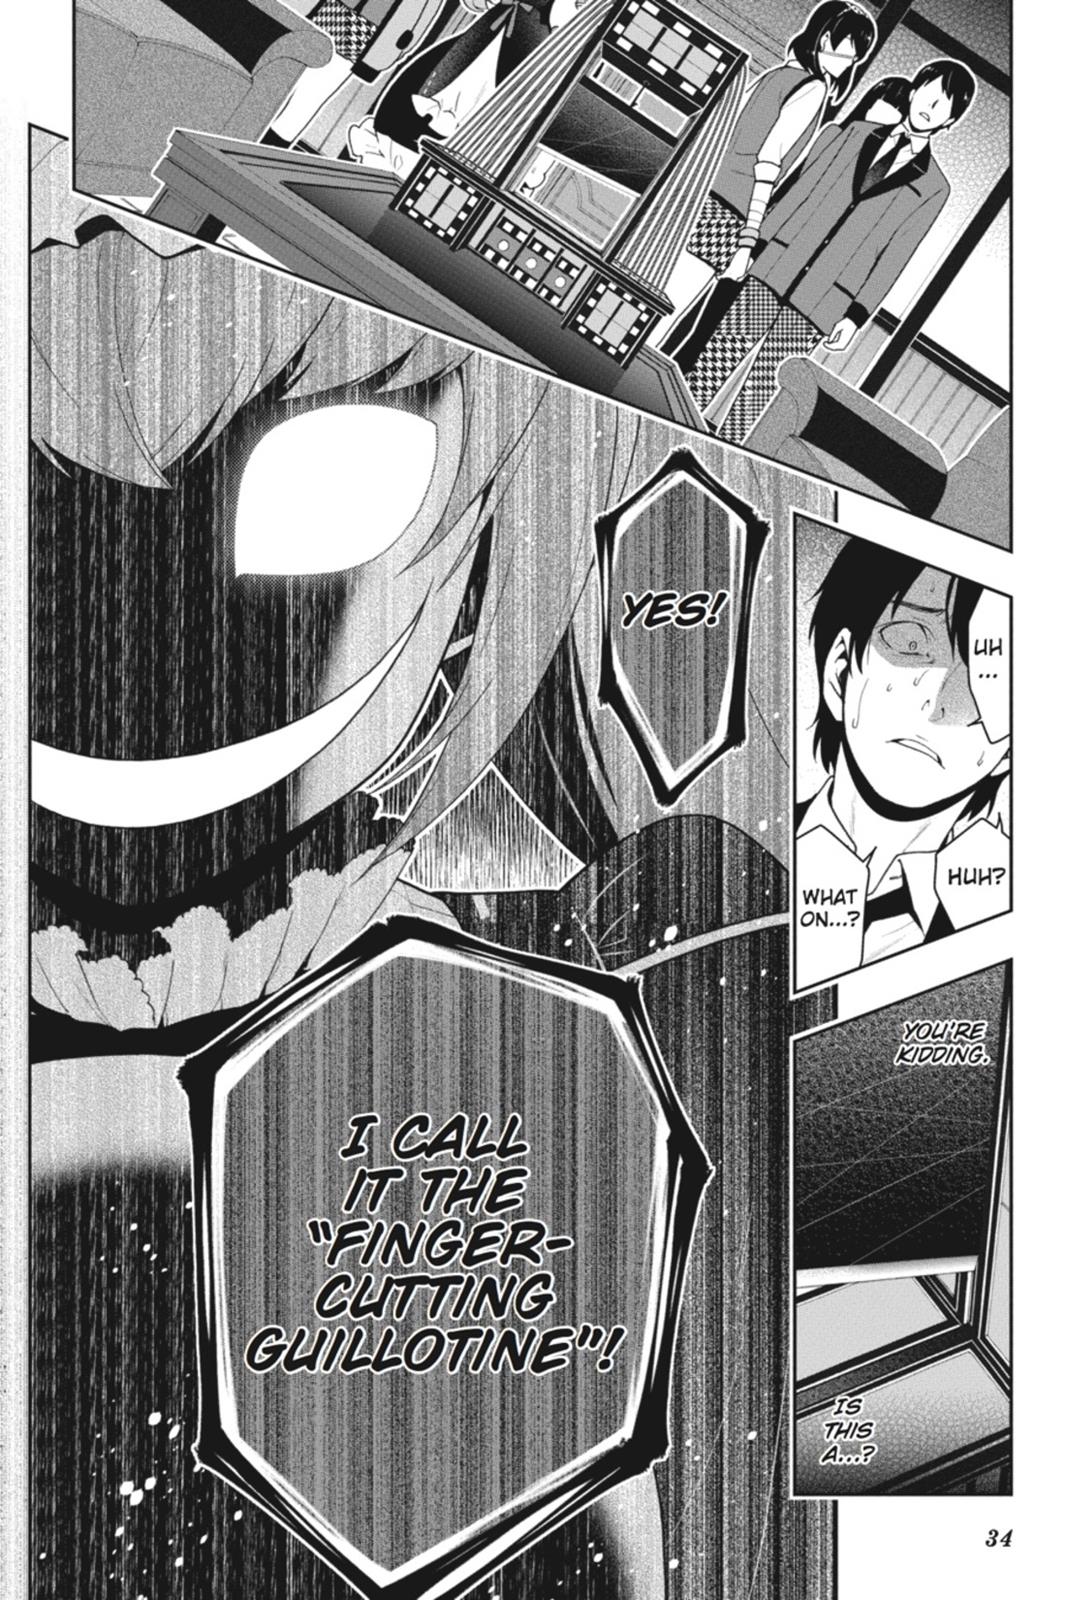 UH
...
HUH?
WHAT
ON...?
YOU'RE
KIDDING.
IS
THIS
A...?
YES!
I CALL
IT THE
"FINGER-
CUTTING
GUILLOTINE"!
34